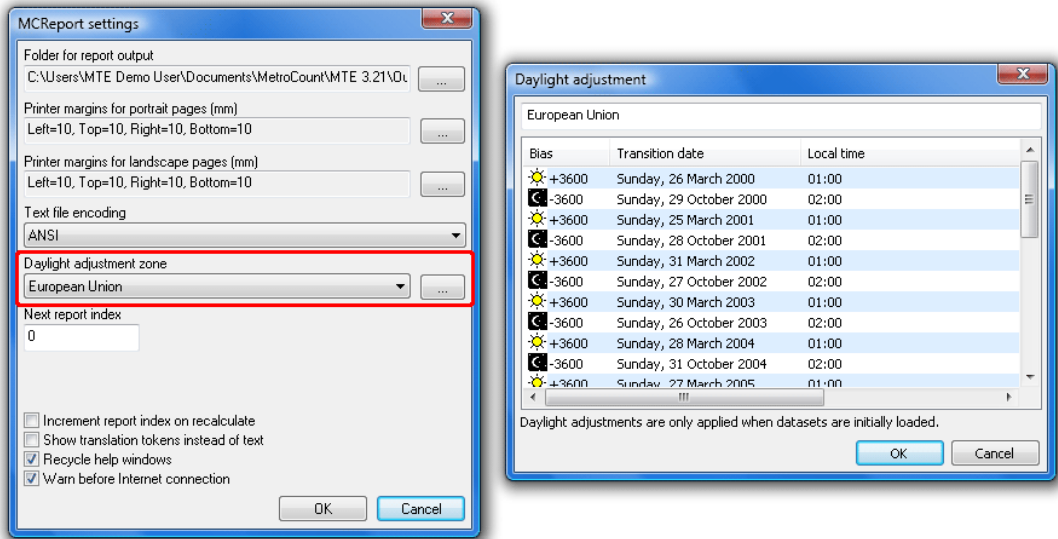 MCReport settings
Folder for report output
C:\Users\MTE Demo User\Documents\MetroCount\MTE 3.21\Ou
...
Printer margins for portrait pages (mm)
Left=10, Top=10, Right=10, Bottom=10
...
Printer margins for landscape pages (mm)
Left=10, Top=10, Right=10, Bottom=10
...
Text file encoding
ANSI
Daylight adjustment zone
European Union
...
Next report index
0
Increment report index on recalculate
Show translation tokens instead of text
Recycle help windows
Warn before Internet connection
OK Cancel
Daylight adjustment
European Union
Bias Transition date Local time
+3600 Sunday, 26 March 2000 01:00
-3600 Sunday, 29 October 2000 02:00
+3600 Sunday, 25 March 2001 01:00
-3600 Sunday, 28 October 2001 02:00
+3600 Sunday, 31 March 2002 01:00
-3600 Sunday, 27 October 2002 02:00
+3600 Sunday, 30 March 2003 01:00
-3600 Sunday, 26 October 2003 02:00
+3600 Sunday, 28 March 2004 01:00
-3600 Sunday, 31 October 2004 02:00
+3600 Sunday, 27 March 2005 01:00
Daylight adjustments are only applied when datasets are initially loaded.
OK Cancel